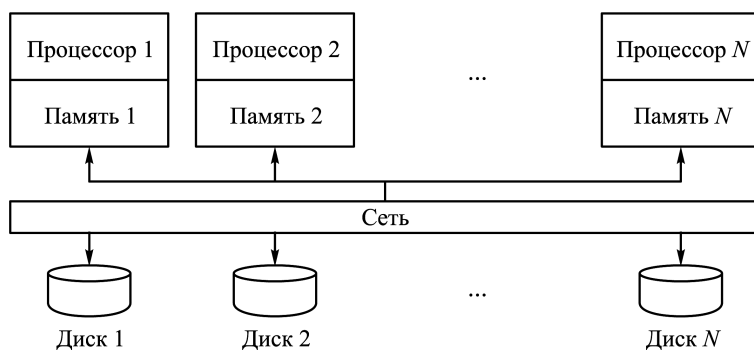 Процессор 1 Процессор 2 ... Процессор N
Память 1 Память 2 Память N
Сеть
...
Диск 1 Диск 2 Диск N